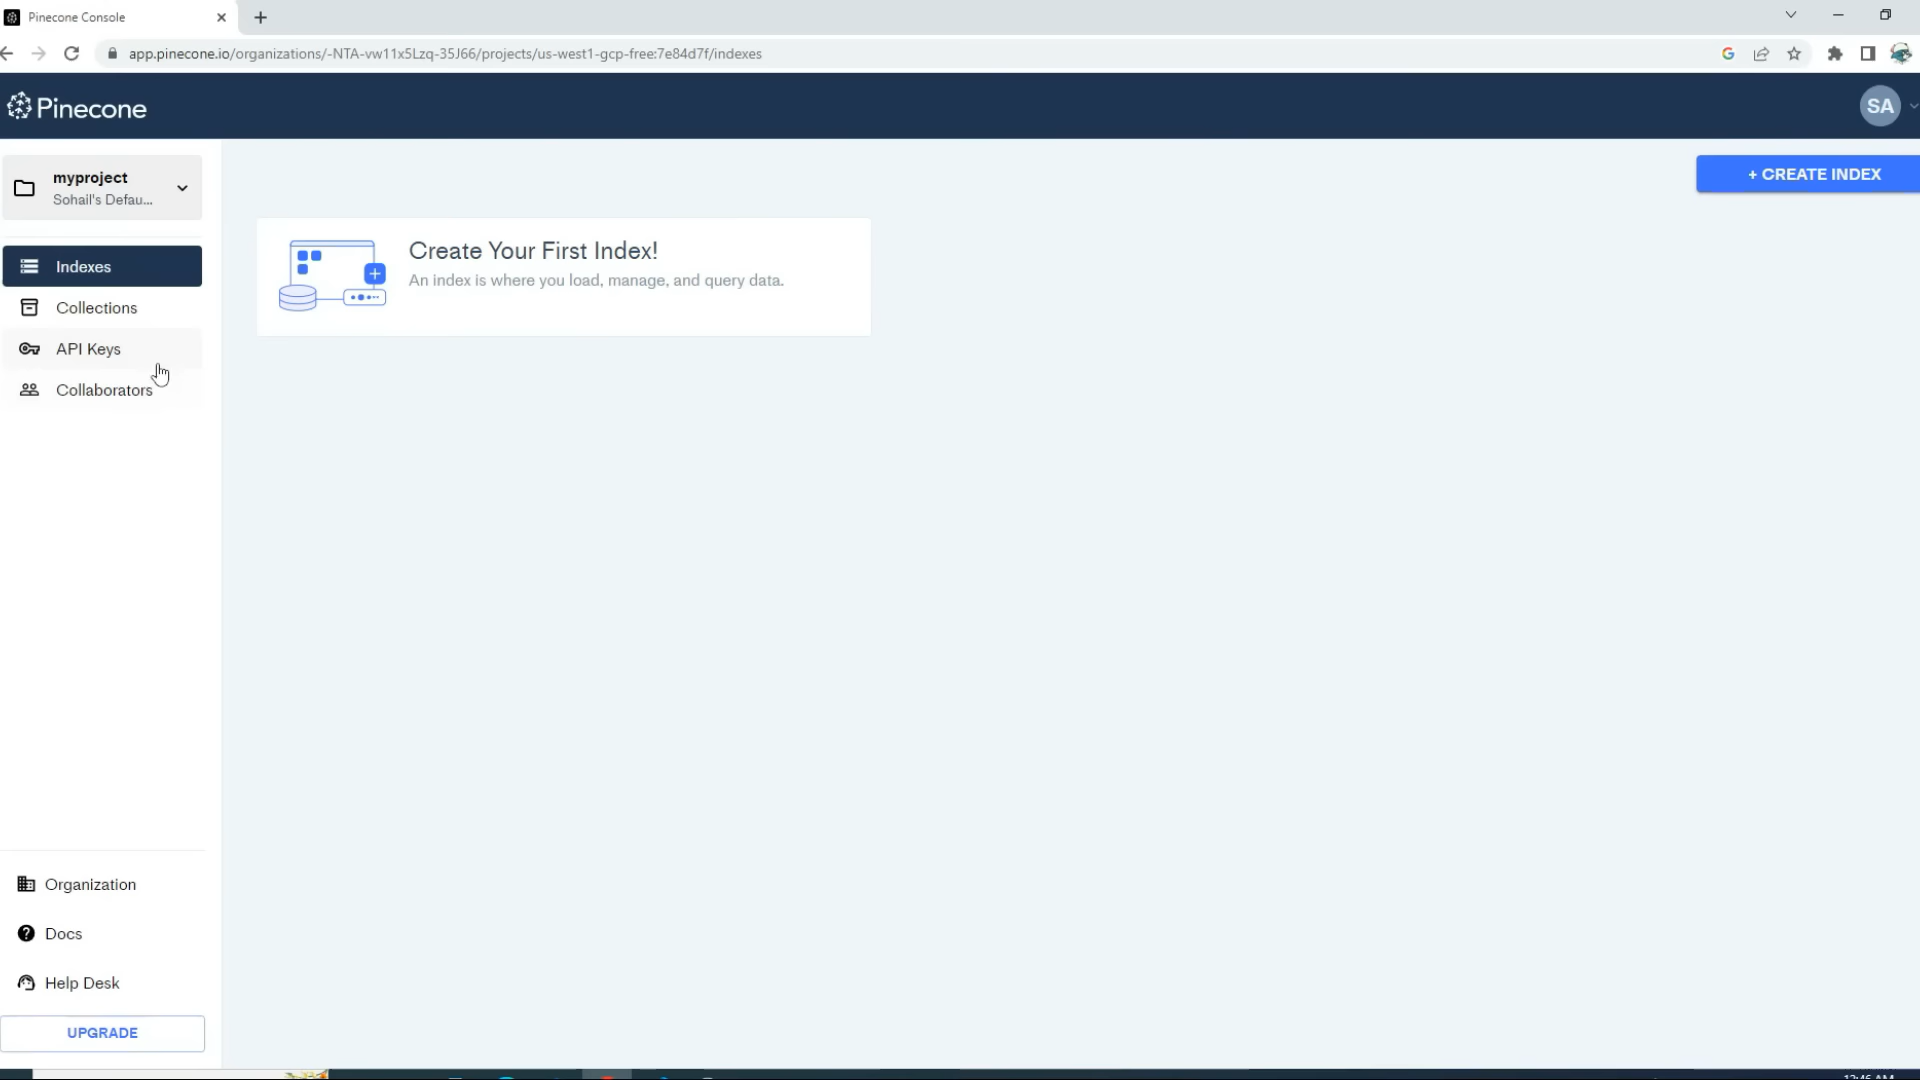 Pinecone Console
app.pinecone.io/organizations/-NTA-vw11x5Lzq-35J66/projects/us-west1-gcp-free:7e84d7f/indexes
Pinecone
SA
myproject
Sohail's Defau...
+ CREATE INDEX
Create Your First Index!
An index is where you load, manage, and query data.
Indexes
Collections
API Keys
Collaborators
Organization
Docs
Help Desk
UPGRADE